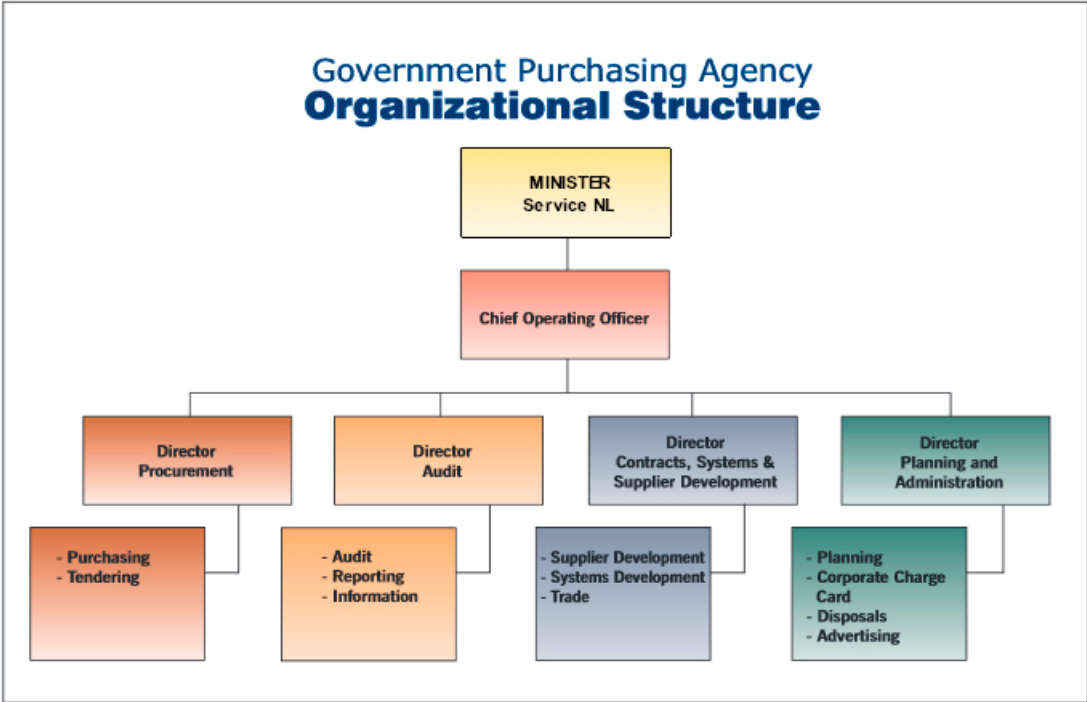 Government Purchasing Agency
Organizational Structure
MINISTER
Service NL
Chief Operating Officer
Director
Procurement
Director
Audit
Director
Contracts, Systems &
Supplier Development
Director
Planning and
Administration
- Purchasing
- Tendering
- Audit
- Reporting
- Information
- Supplier Development
- Systems Development
- Trade
- Planning
- Corporate Charge
Card
- Disposals
- Advertising